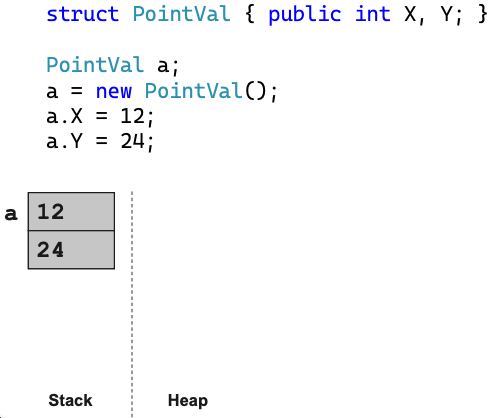 struct PointVal { public int X, Y; }
PointVal a;
a = new PointVal();
a.X = 12;
a.Y = 24;
a 12
24
Stack Heap